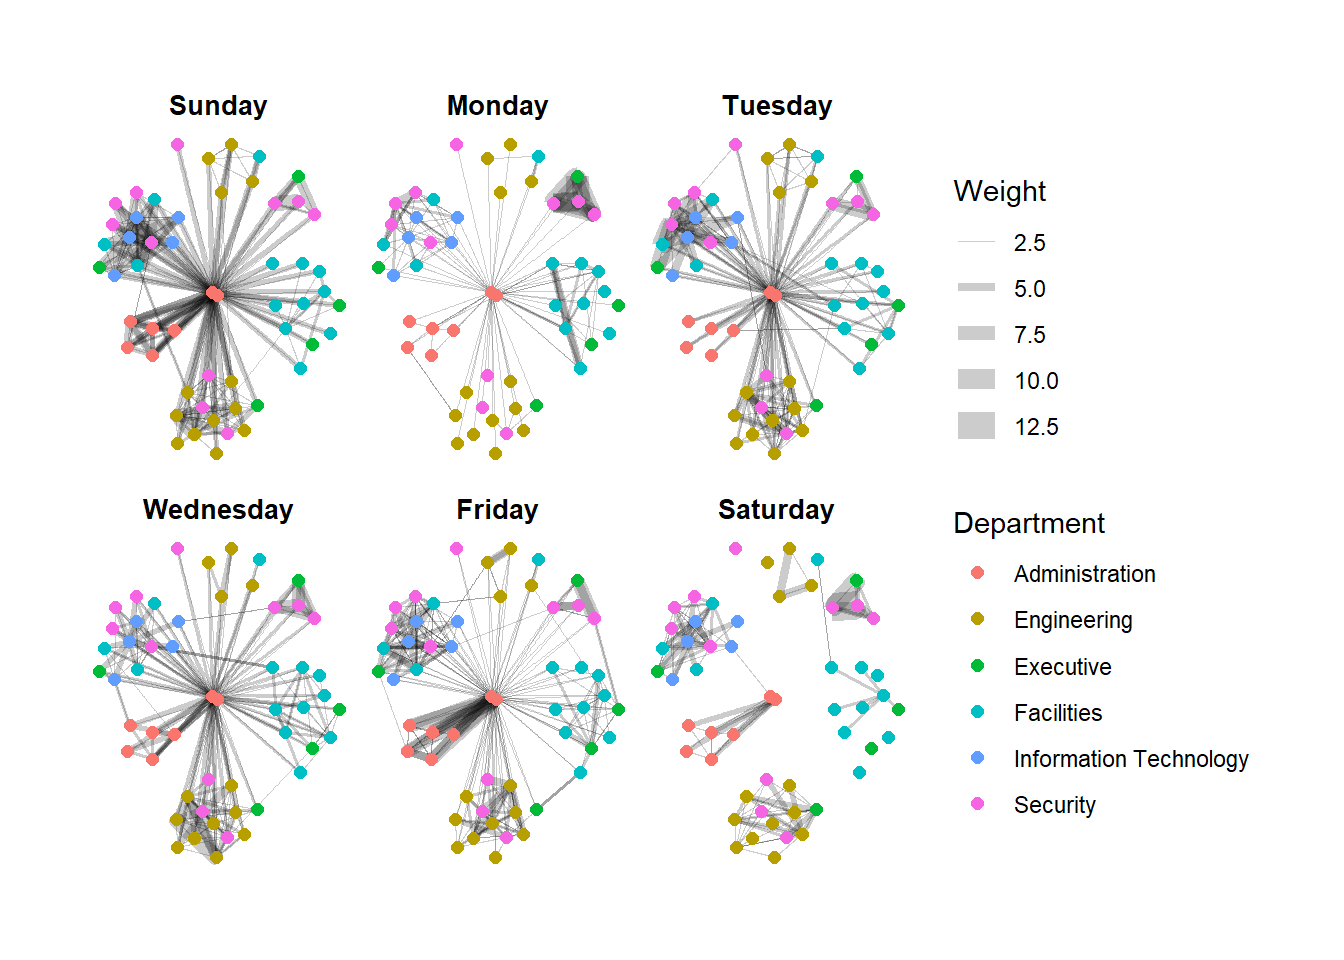 Sunday
Monday
Tuesday
Wednesday
Friday
Saturday
Weight
2.5
5.0
7.5
10.0
12.5
Department
Administration
Engineering
Executive
Facilities
Information Technology
Security